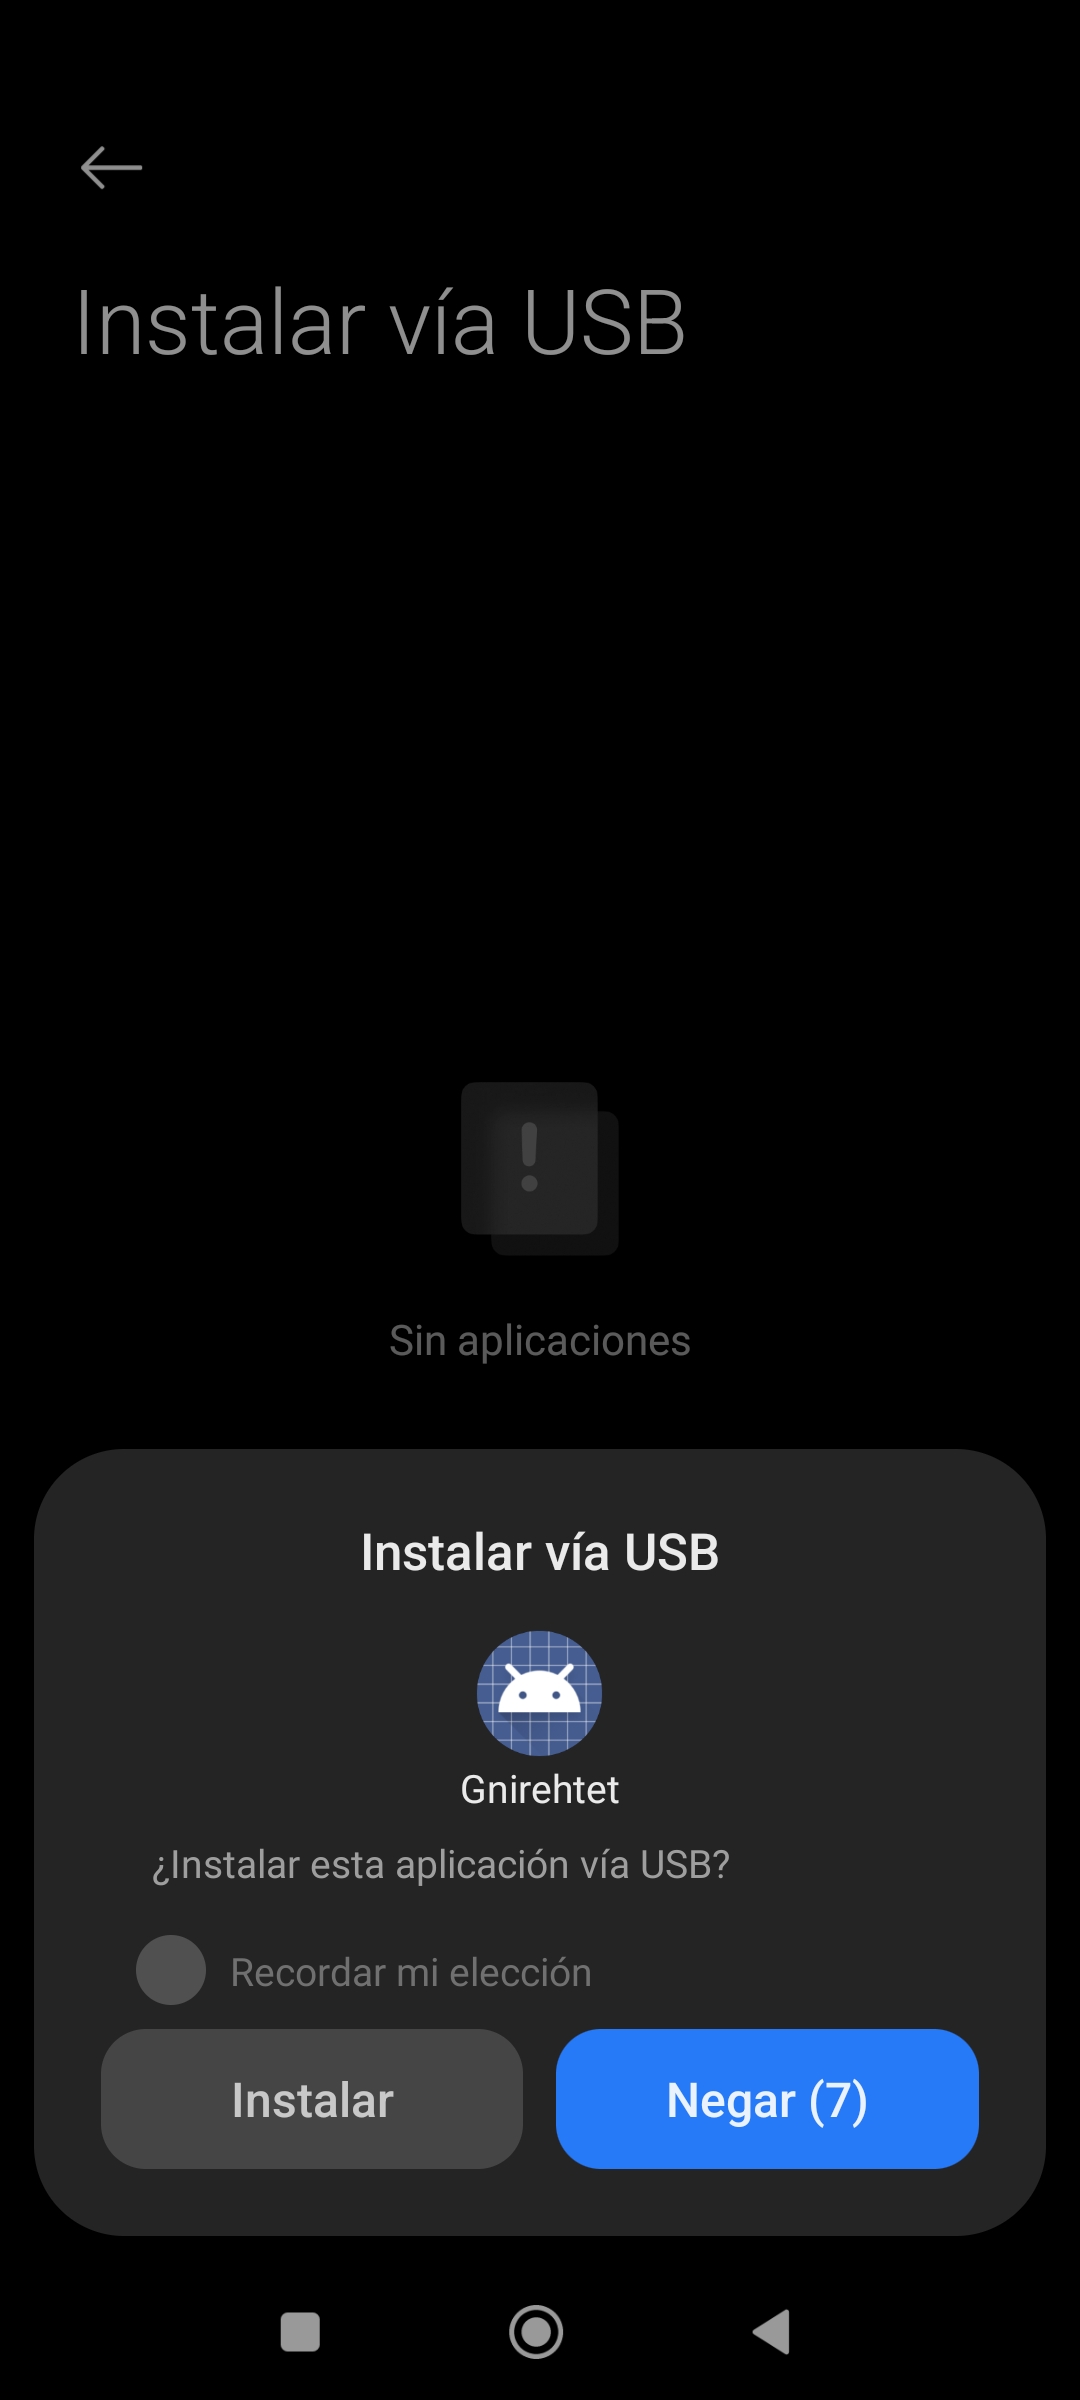 Instalar vía USB
Sin aplicaciones
Instalar vía USB
Gnirehtet
¿Instalar esta aplicación vía USB?
Recordar mi elección
Instalar
Negar (7)